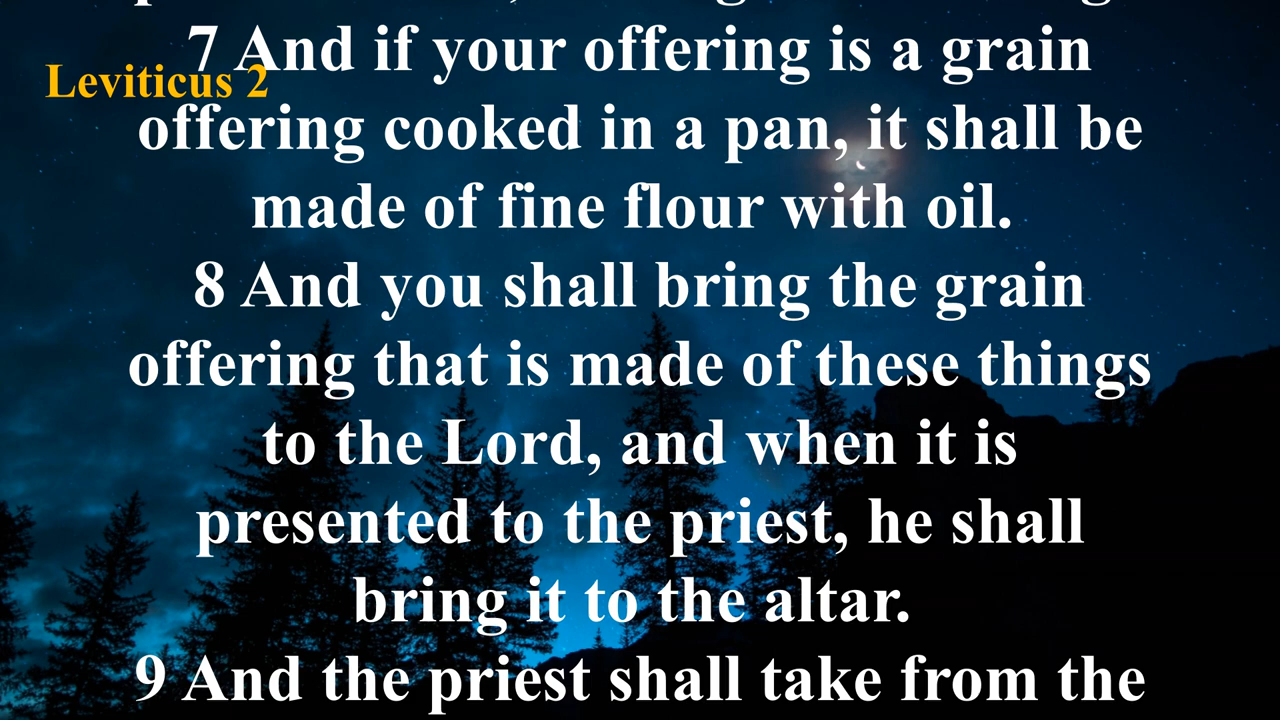 7 And if your offering is a grain
Leviticus 2
offering cooked in a pan, it shall be
made of fine flour with oil.
8 And you shall bring the grain
offering that is made of these things
to the Lord, and when it is
presented to the priest, he shall
bring it to the altar.
9 And the priest shall take from the